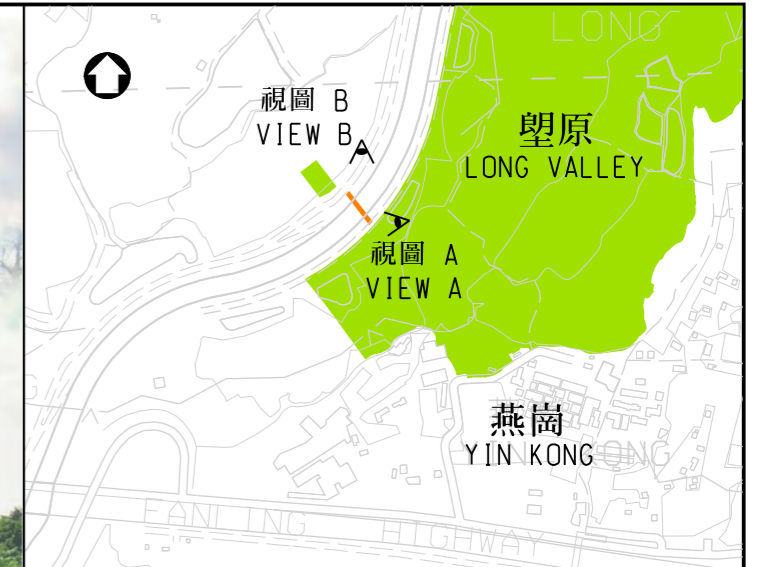 LONG V
視圖 B
VIEW B
塱原
LONG VALLEY
視圖 A
VIEW A
燕崗
YIN KONG
FANLING HIGHWAY